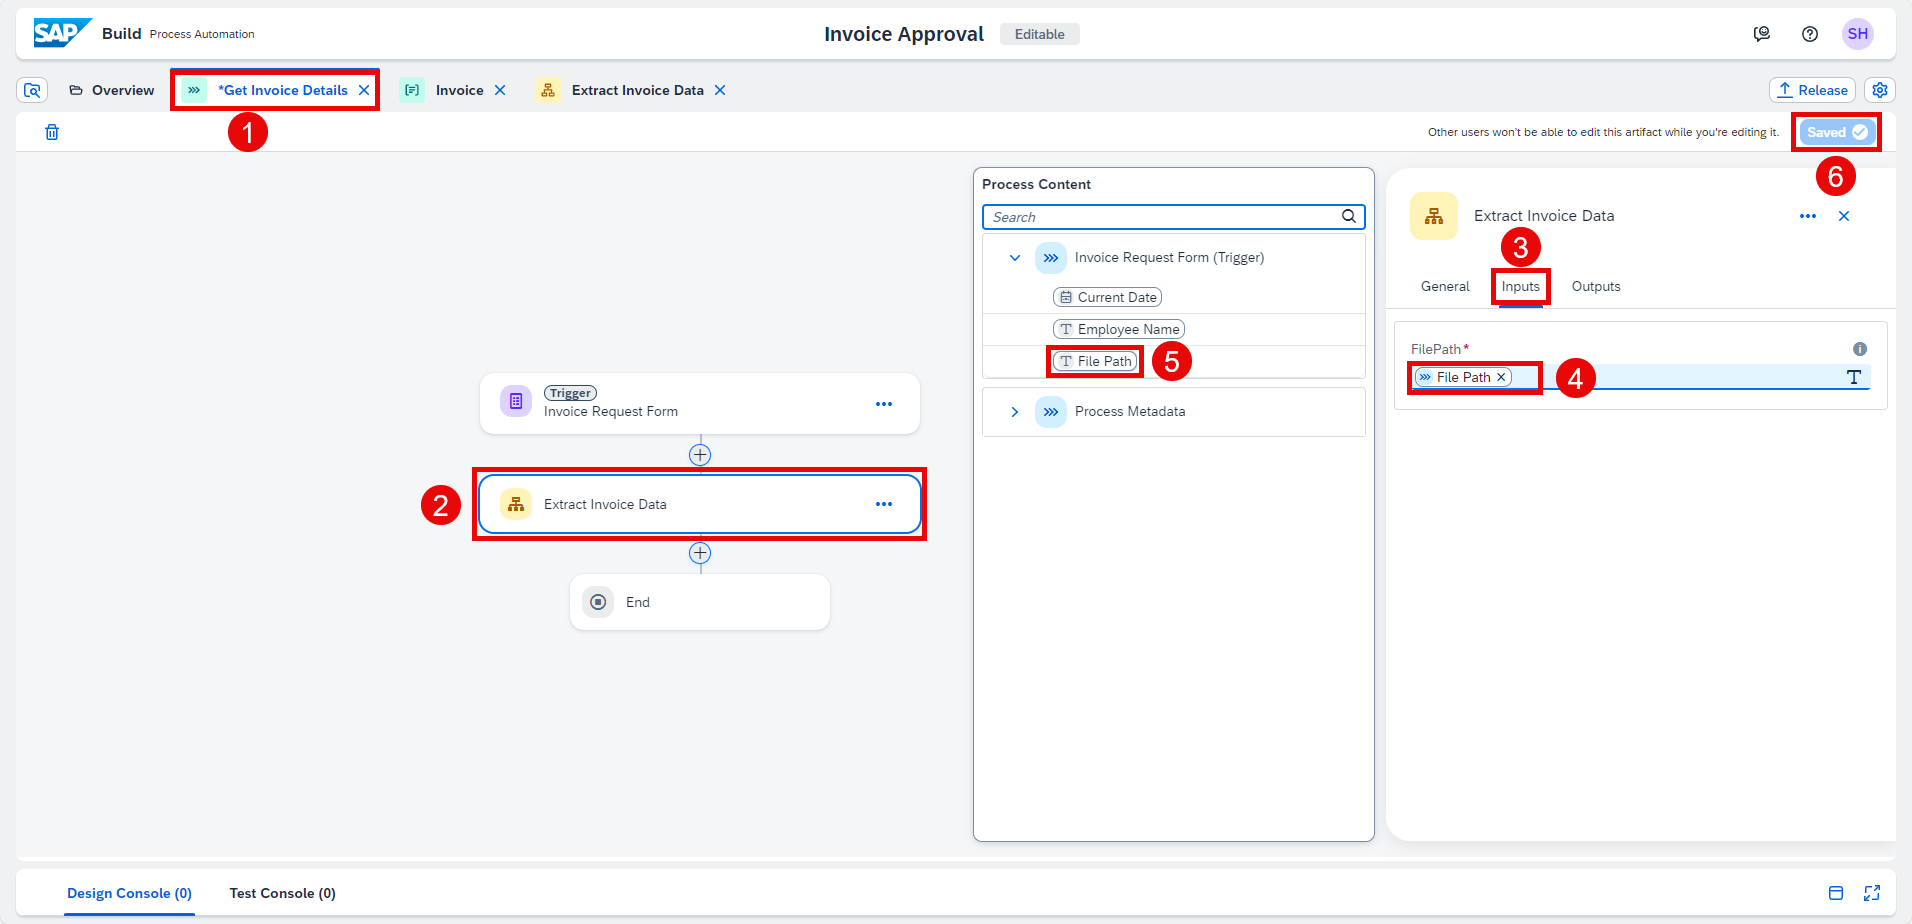 SAP Build Process Automation
Invoice Approval Editable
SH
Overview
*Get Invoice Details
Invoice
Extract Invoice Data
Release
1
Other users won't be able to edit this artifact while you're editing it.
Saved
6
Process Content
Search
Invoice Request Form (Trigger)
Current Date
Employee Name
File Path
5
Process Metadata
Extract Invoice Data
3
General
Inputs
Outputs
FilePath*
File Path
4
Trigger
Invoice Request Form
2
Extract Invoice Data
End
Design Console (0)
Test Console (0)